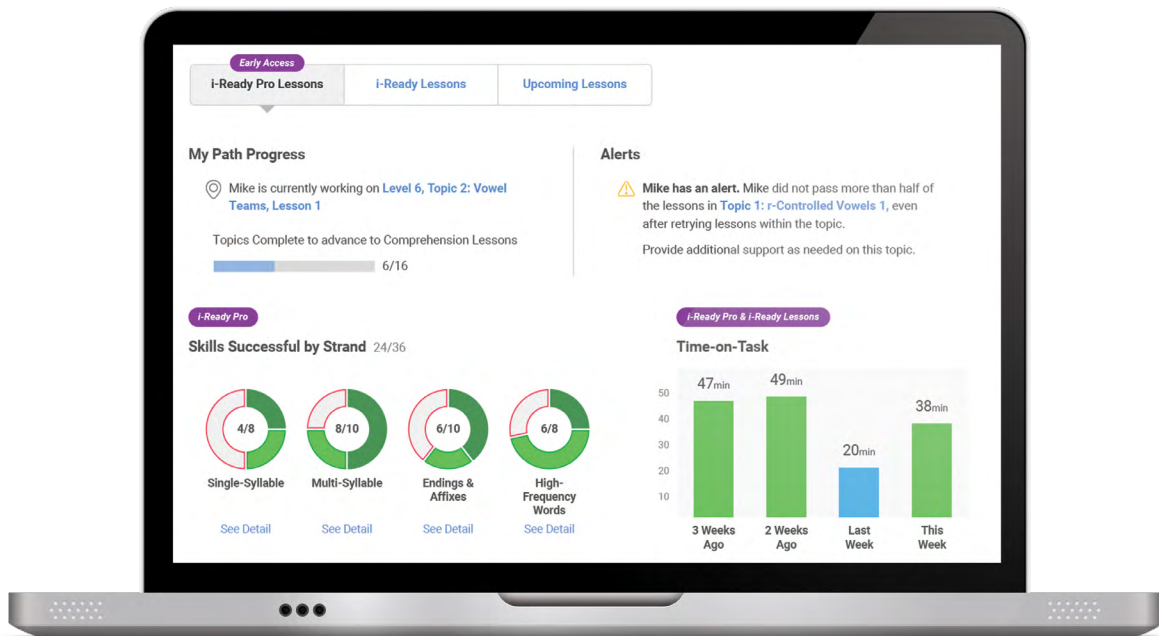 Early Access
i-Ready Pro Lessons
i-Ready Lessons
Upcoming Lessons
My Path Progress
Mike is currently working on Level 6, Topic 2: Vowel
Teams, Lesson 1
Topics Complete to advance to Comprehension Lessons
6/16
Alerts
Mike has an alert. Mike did not pass more than half of
the lessons in Topic 1: r-Controlled Vowels 1, even
after retrying lessons within the topic.
Provide additional support as needed on this topic.
i-Ready Pro
Skills Successful by Strand 24/36
4/8
8/10
6/10
6/8
Single-Syllable
Multi-Syllable
Endings &
Affixes
High-
Frequency
Words
See Detail
See Detail
See Detail
See Detail
i-Ready Pro & i-Ready Lessons
Time-on-Task
50
40
30
20
10
47min
49min
20min
38min
3 Weeks
Ago
2 Weeks
Ago
Last
Week
This
Week